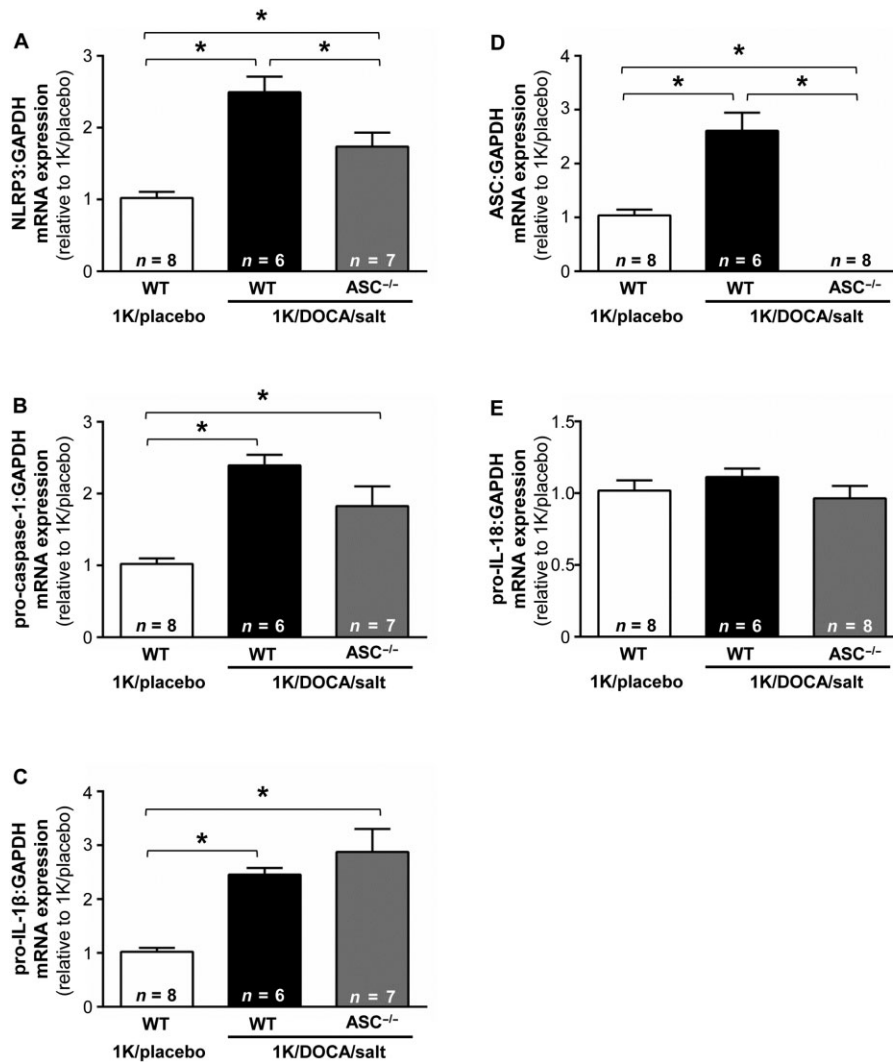 A
NLRP3:GAPDH
mRNA expression
(relative to 1K/placebo)
3
2
1
0
*
* *
n = 8 n = 6 n = 7
WT WT ASC⁻/⁻
1K/placebo 1K/DOCA/salt
B
pro-caspase-1:GAPDH
mRNA expression
(relative to 1K/placebo)
3
2
1
0
*
*
n = 8 n = 6 n = 7
WT WT ASC⁻/⁻
1K/placebo 1K/DOCA/salt
C
pro-IL-1β:GAPDH
mRNA expression
(relative to 1K/placebo)
4
3
2
1
0
*
*
n = 8 n = 6 n = 7
WT WT ASC⁻/⁻
1K/placebo 1K/DOCA/salt
D
ASC:GAPDH
mRNA expression
(relative to 1K/placebo)
4
3
2
1
0
*
* *
n = 8 n = 6 n = 8
WT WT ASC⁻/⁻
1K/placebo 1K/DOCA/salt
E
pro-IL-18:GAPDH
mRNA expression
(relative to 1K/placebo)
1.5
1.0
0.5
0
n = 8 n = 6 n = 8
WT WT ASC⁻/⁻
1K/placebo 1K/DOCA/salt